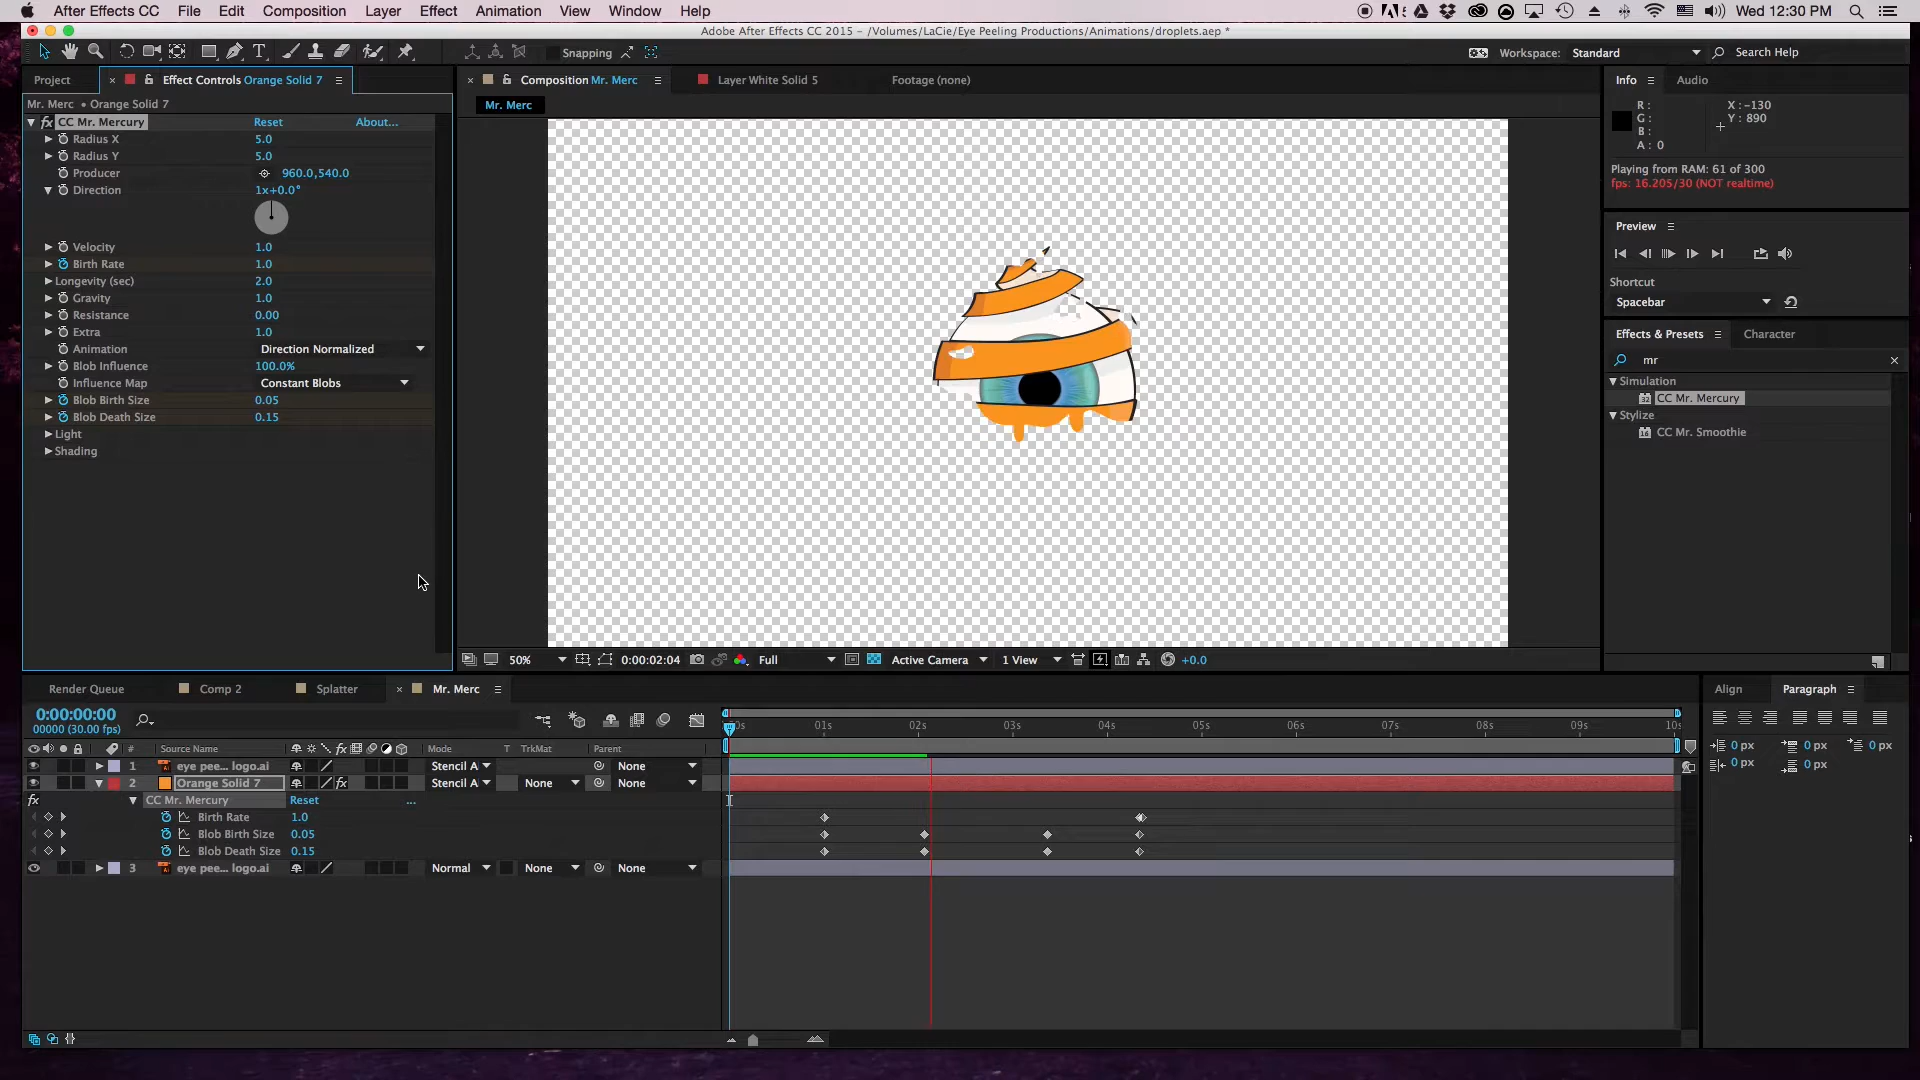 After Effects CC File Edit Composition Layer Effect Animation View Window Help Wed 12:30 PM
Adobe After Effects CC 2015 – /Volumes/LaCie/Eye Peeling Productions/Animations/droplets.aep *
T Snapping Workspace: Standard Search Help
Project × Effect Controls Orange Solid 7 × Composition Mr. Merc Layer White Solid 5 Footage (none) Info Audio
Mr. Merc • Orange Solid 7
Mr. Merc
fx CC Mr. Mercury Reset About...
Radius X 5.0
Radius Y 5.0
Producer 960.0,540.0
Direction 1x+0.0°
Velocity 1.0
Birth Rate 1.0
Longevity (sec) 2.0
Gravity 1.0
Resistance 0.00
Extra 1.0
Animation Direction Normalized
Blob Influence 100.0%
Influence Map Constant Blobs
Blob Birth Size 0.05
Blob Death Size 0.15
Light
Shading
R :
G :
B :
A : 0
X : -130
Y : 890
Playing from RAM: 61 of 300
fps: 16.205/30 (NOT realtime)
Preview
Shortcut
Spacebar
Effects & Presets Character
mr ×
Simulation
32 CC Mr. Mercury
Stylize
16 CC Mr. Smoothie
50% 0:00:02:04 Full Active Camera 1 View +0.0
Render Queue Comp 2 Splatter × Mr. Merc Align Paragraph
0:00:00:00
00000 (30.00 fps)
0s 01s 02s 03s 04s 05s 06s 07s 08s 09s 10s
# Source Name fx Mode T TrkMat Parent
1 eye pee... logo.ai Stencil A None
2 Orange Solid 7 fx Stencil A None None
fx CC Mr. Mercury Reset ...
Birth Rate 1.0
Blob Birth Size 0.05
Blob Death Size 0.15
3 eye pee... logo.ai Normal None None
0 px 0 px 0 px
0 px 0 px